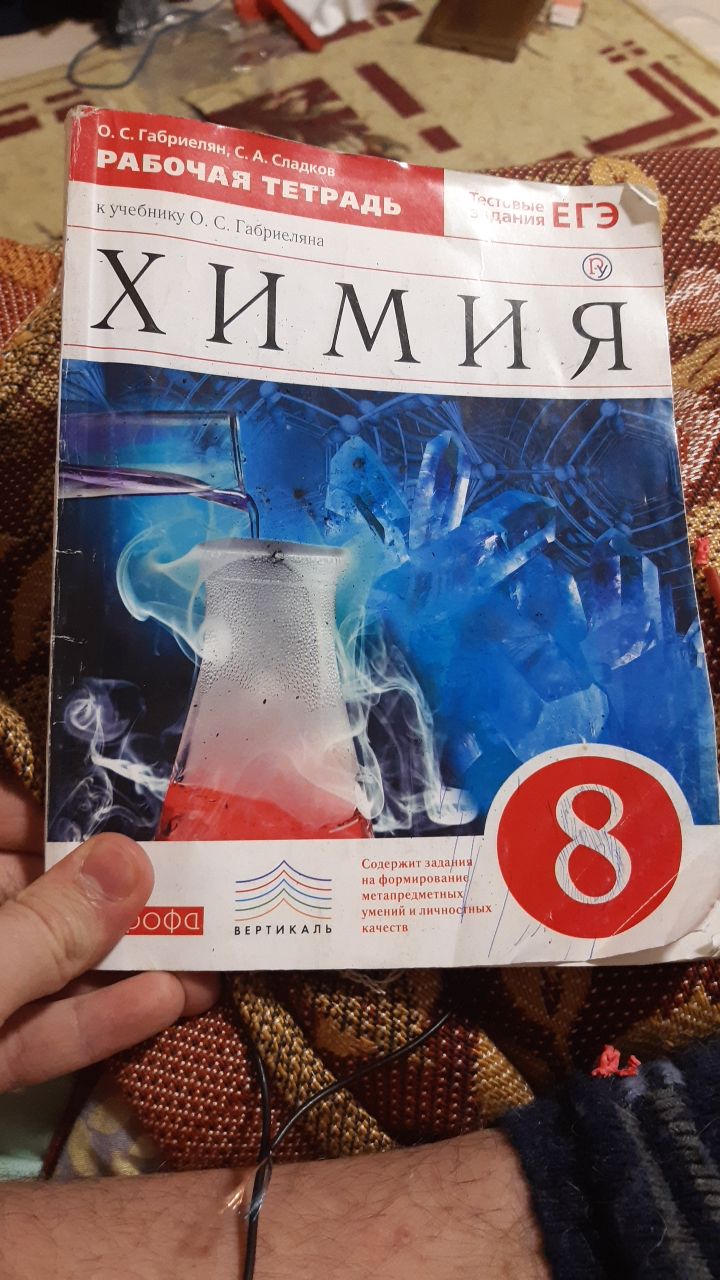 О. С. Габриелян, С. А. Сладков
РАБОЧАЯ ТЕТРАДЬ
Тестовые
задания ЕГЭ
к учебнику О. С. Габриеляна
ХИМИЯ
8
Содержит задания
на формирование
метапредметных
умений и личностных
качеств
ВЕРТИКАЛЬ